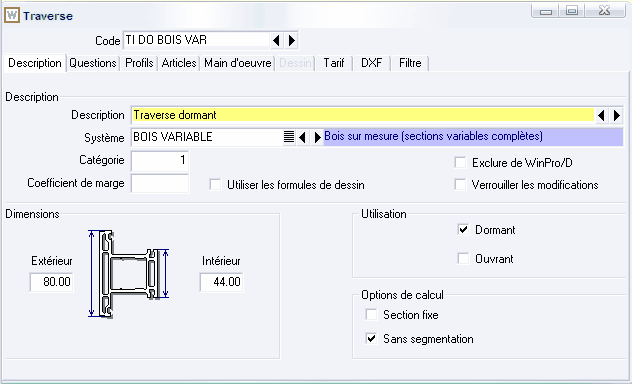 W Traverse
Code TI DO BOIS VAR
Description Questions Profils Articles Main d'oeuvre Dessin Tarif DXF Filtre
Description
Description Traverse dormant
Système BOIS VARIABLE Bois sur mesure (sections variables complètes)
Catégorie 1 Exclure de WinPro/D
Coefficient de marge Utiliser les formules de dessin Verrouiller les modifications
Dimensions Utilisation
Dormant
Extérieur Intérieur Ouvrant
80.00 44.00
Options de calcul
Section fixe
Sans segmentation